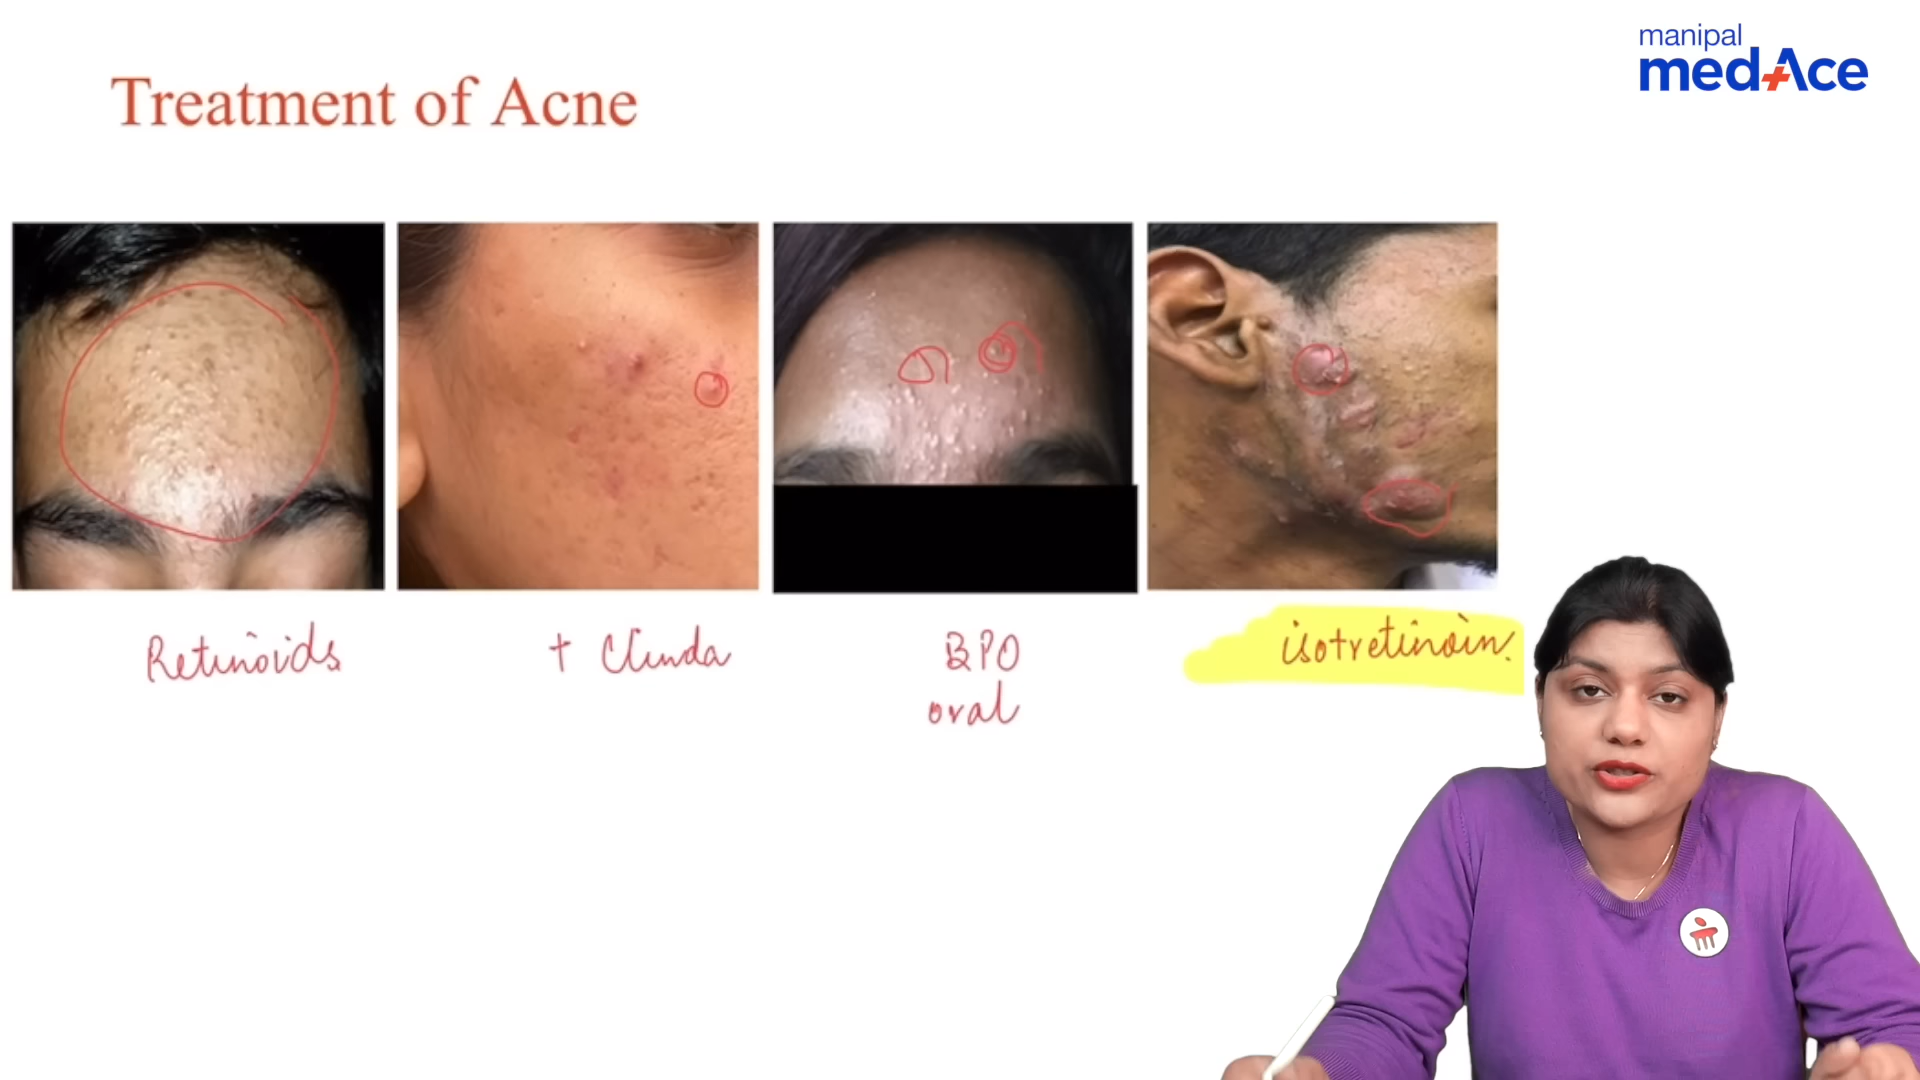 manipal
medAce
Treatment of Acne
Retinoids
+ Clinda
BPO
oral
isotretinoin.